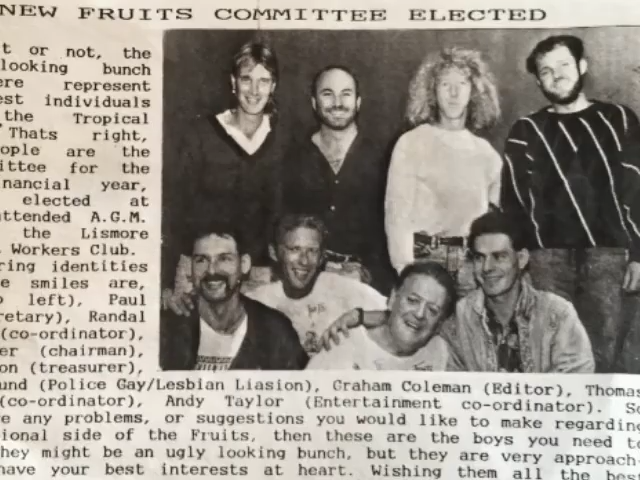 NEW FRUITS COMMITTEE ELECTED
t or not, the
looking bunch
ere represent
est individuals
the Tropical
Thats right,
ople are the
ittee for the
nancial year,
elected at
attended A.G.M.
the Lismore
Workers Club.
ring identities
e smiles are,
left), Paul
retary), Randal
(co-ordinator),
er (chairman),
on (treasurer),
und (Police Gay/Lesbian Liasion), Graham Coleman (Editor), Thomas
(co-ordinator), Andy Taylor (Entertainment co-ordinator). So
e any problems, or suggestions you would like to make regarding
ional side of the Fruits, then these are the boys you need to
hey might be an ugly looking bunch, but they are very approach-
have your best interests at heart. Wishing them all the best